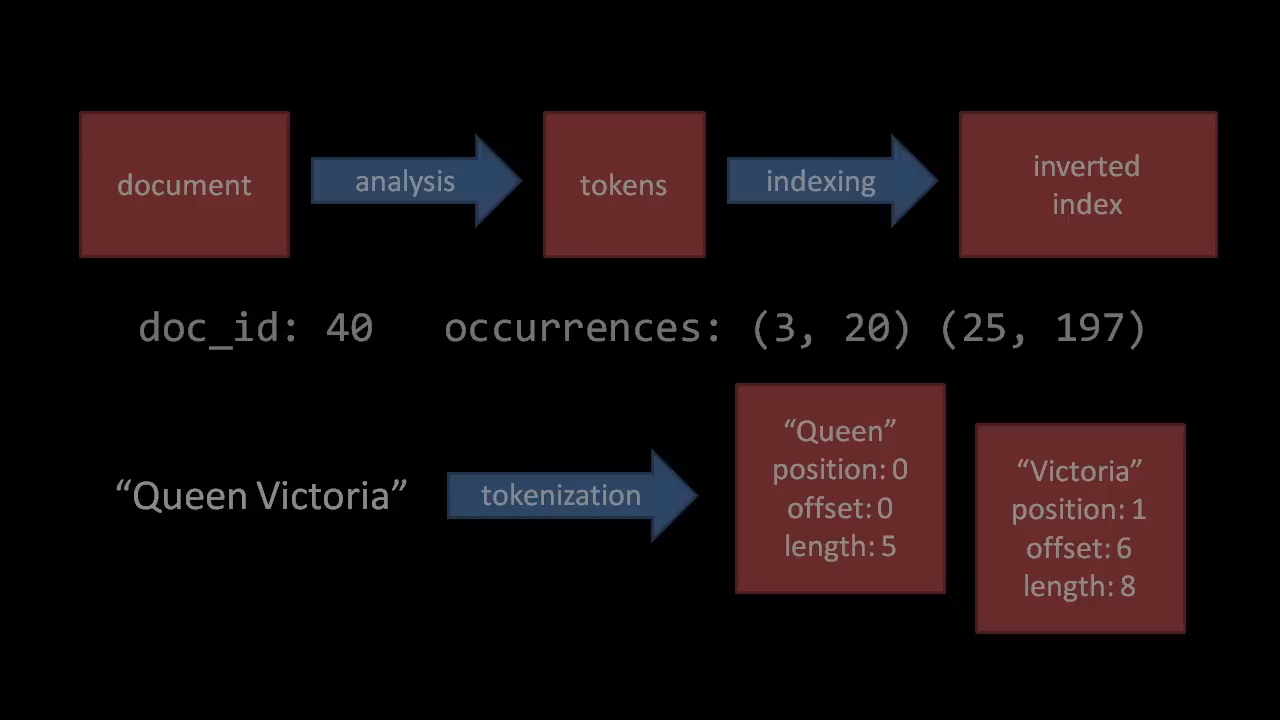 document
analysis
tokens
indexing
inverted
index
doc_id: 40 occurrences: (3, 20) (25, 197)
“Queen Victoria”
tokenization
“Queen”
position: 0
offset: 0
length: 5
“Victoria”
position: 1
offset: 6
length: 8